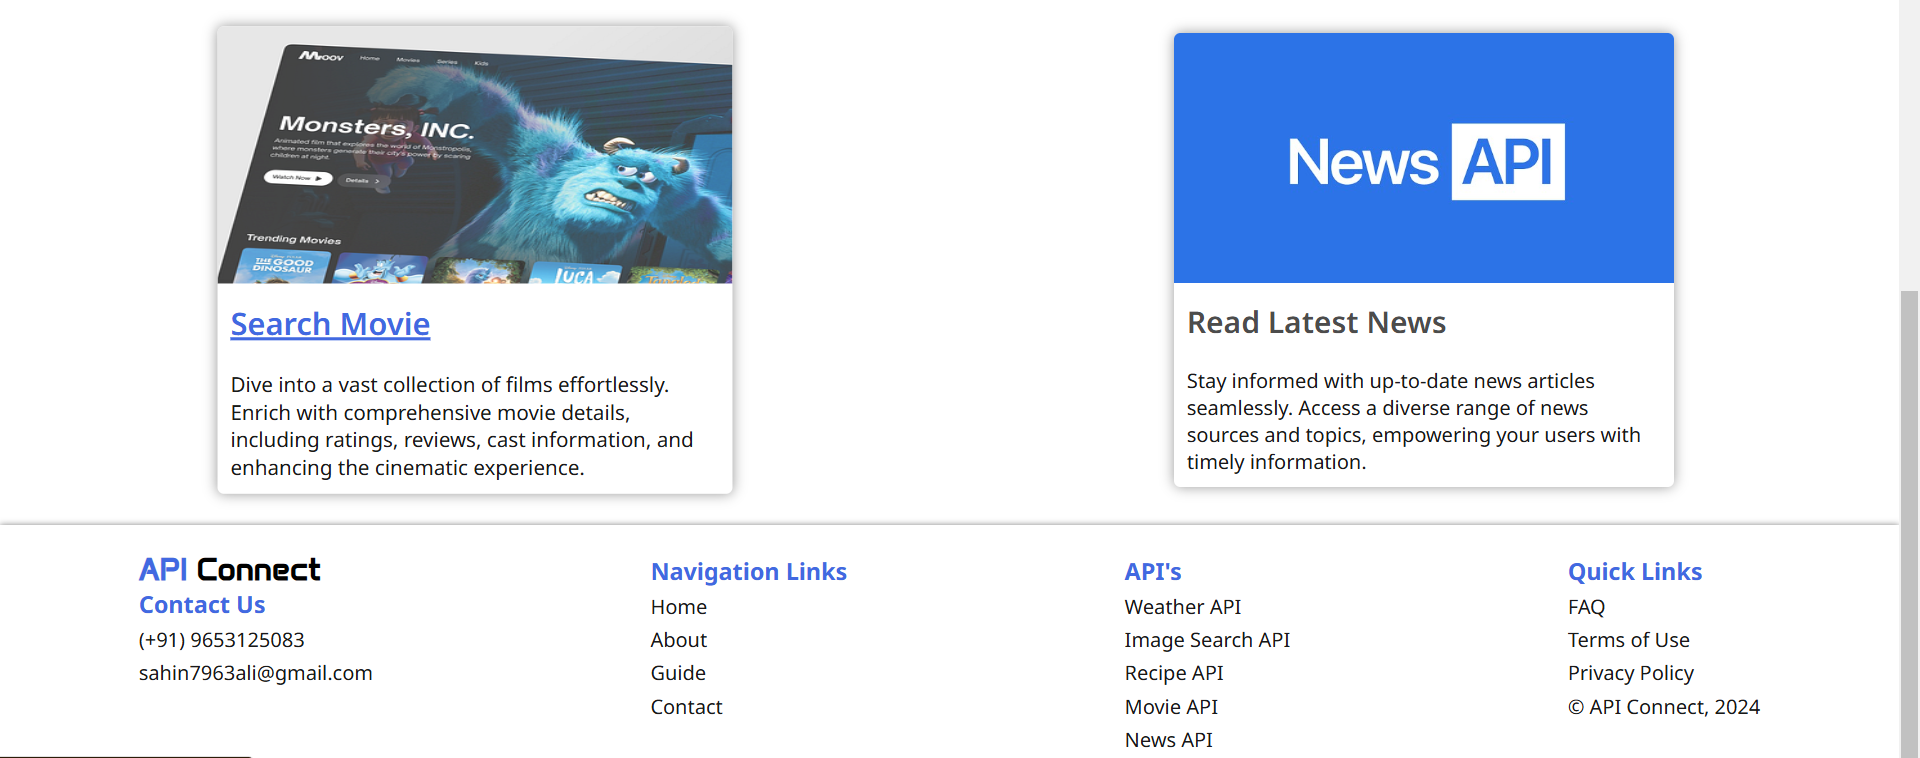 Moov Home Movies Series Kids
Monsters, INC.
Animated film that explores the world of Monstropolis,
where monsters generate their city's power by scaring
children at night.
Watch Now Details
Trending Movies
THE GOOD
DINOSAUR
LUCA
News API
Search Movie
Dive into a vast collection of films effortlessly.
Enrich with comprehensive movie details,
including ratings, reviews, cast information, and
enhancing the cinematic experience.
Read Latest News
Stay informed with up-to-date news articles
seamlessly. Access a diverse range of news
sources and topics, empowering your users with
timely information.
API Connect
Contact Us
(+91) 9653125083
sahin7963ali@gmail.com
Navigation Links
Home
About
Guide
Contact
API's
Weather API
Image Search API
Recipe API
Movie API
News API
Quick Links
FAQ
Terms of Use
Privacy Policy
© API Connect, 2024